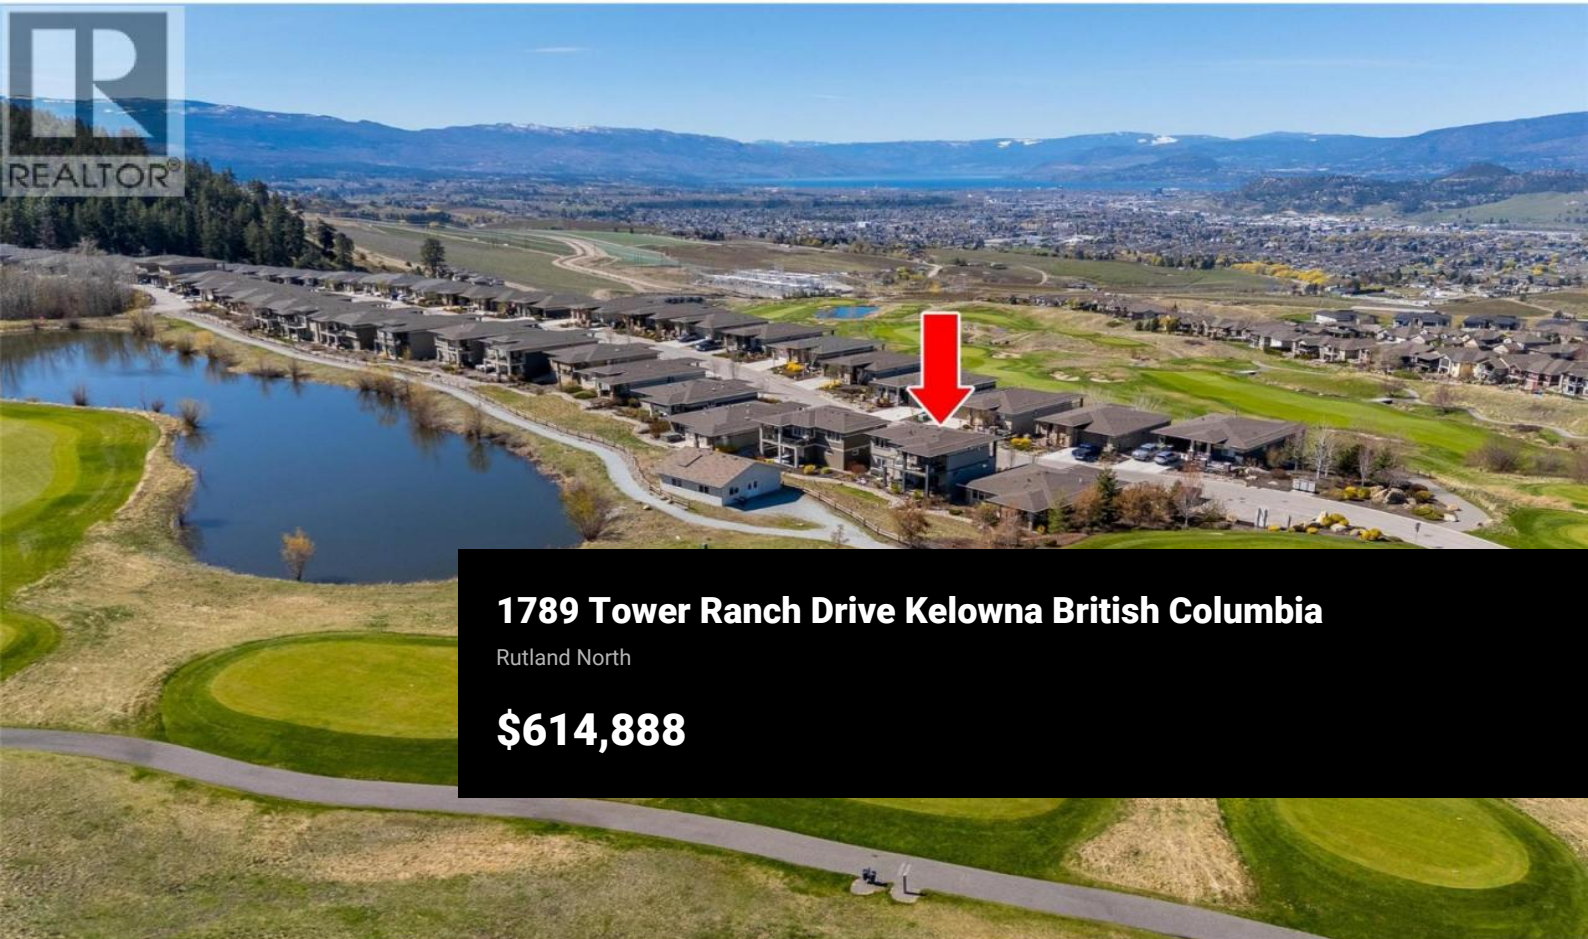 R
REALTOR®
1789 Tower Ranch Drive Kelowna British Columbia
Rutland North
$614,888